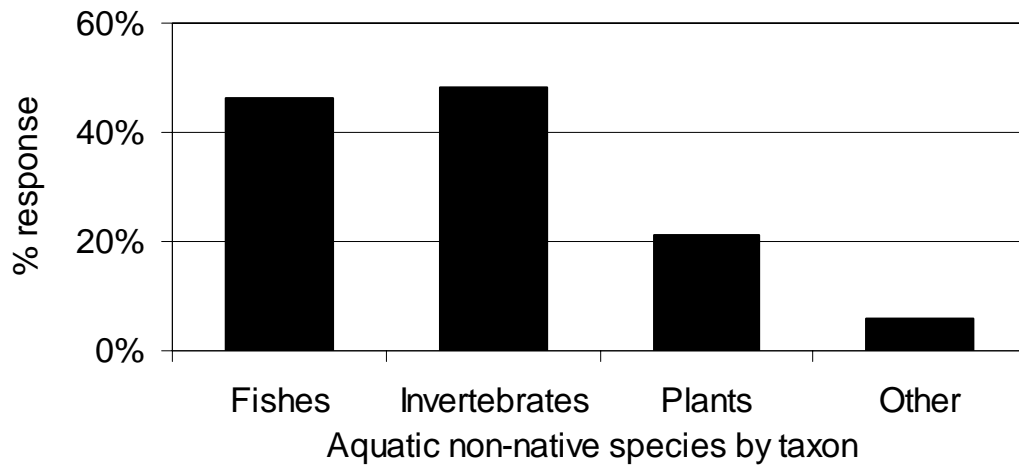 60%
40%
20%
0%
% response
Fishes Invertebrates Plants Other
Aquatic non-native species by taxon